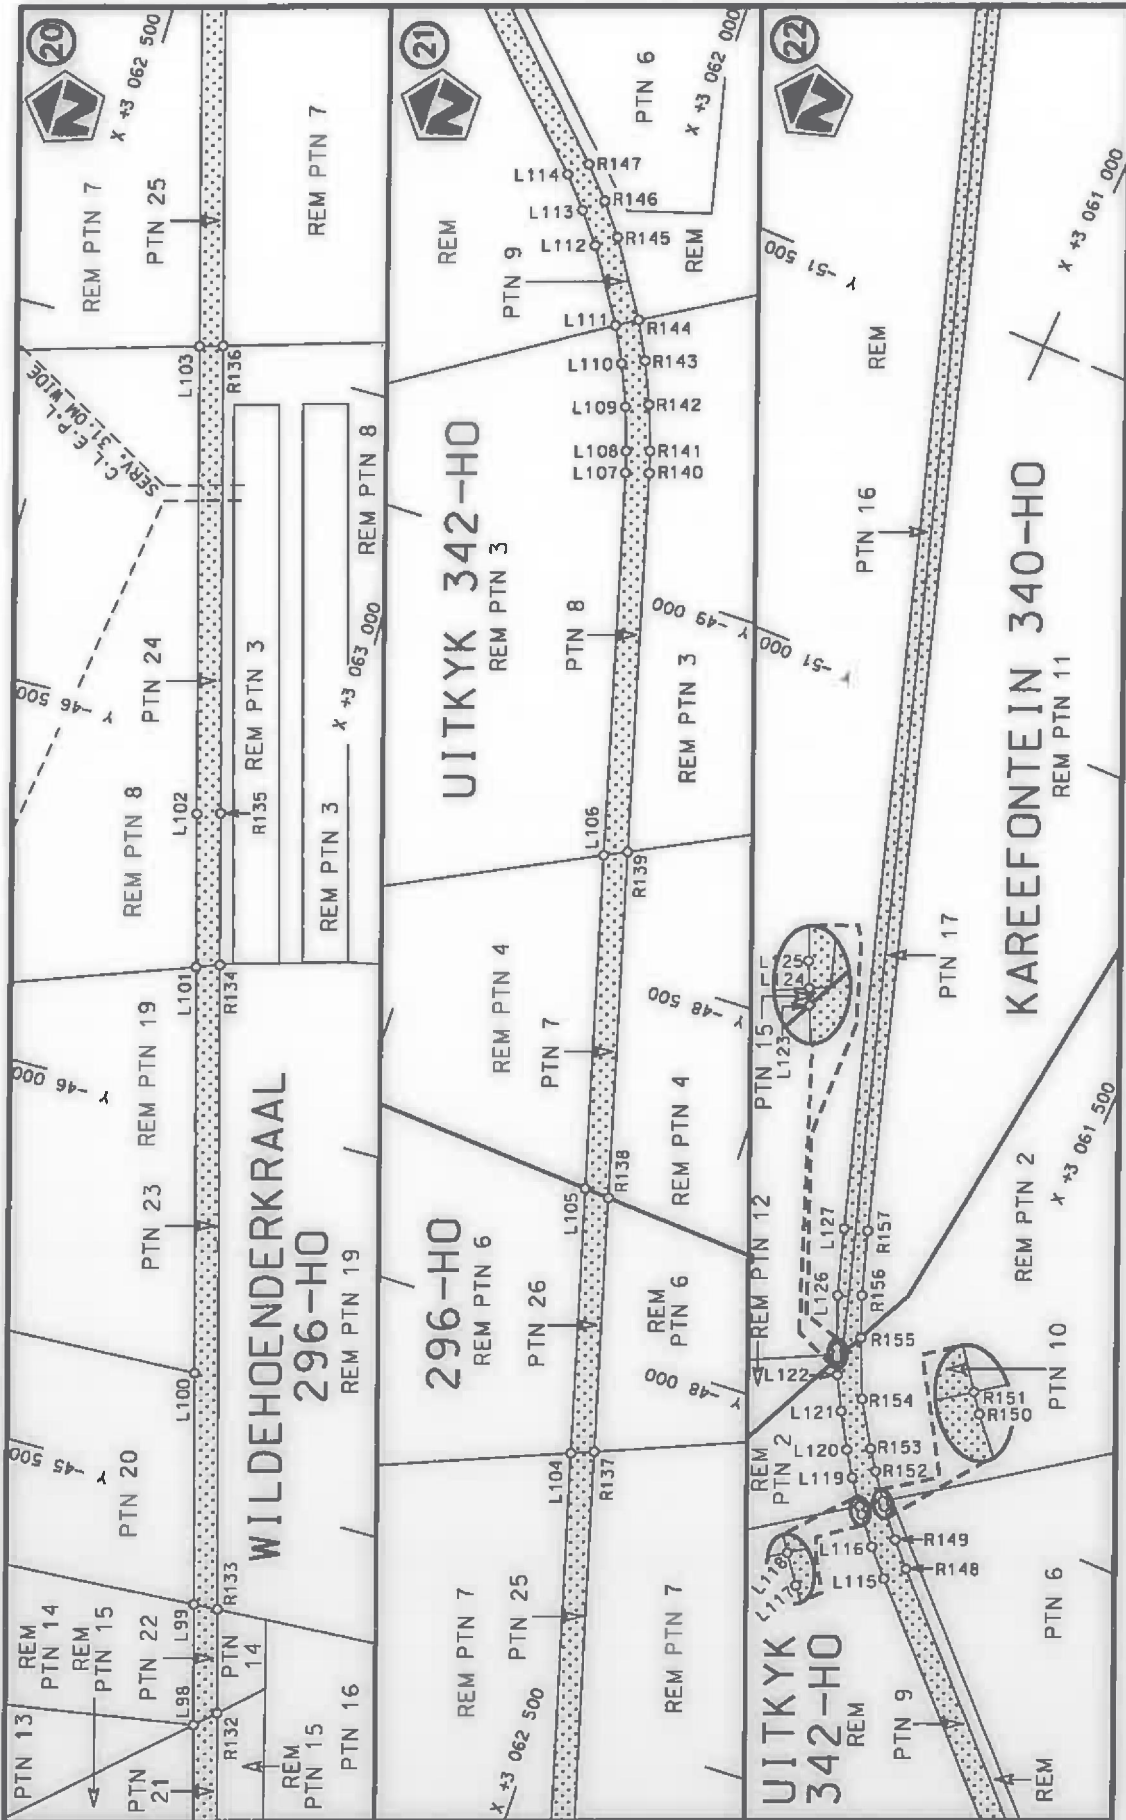 20
X +3 062 500
REM PTN 7
PTN 25
REM PTN 7
L103
R136
C.L E.P.L
SERV. 31.0M WIDE
REM PTN 8
Y -46 500
PTN 24
REM PTN 3
X +3 063 000
REM PTN 8
L102
R135
REM PTN 3
L101
R134
REM PTN 19
Y -46 000
PTN 23
WILDEHOENDERKRAAL
296-HO
REM PTN 19
L100
Y -45 500
PTN 20
L99
R133
REM
PTN 14
REM
PTN 15
PTN 22
PTN
14
L98
R132
PTN 13
PTN
21
REM
PTN 15
PTN 16
21
X +3 062 000
PTN 6
REM
L114
R147
L113
R146
L112
R145
PTN 9
REM
L111
R144
L110
R143
L109
R142
L108
R141
L107
R140
UITKYK 342-HO
REM PTN 3
PTN 8
Y -49 000
REM PTN 3
L106
R139
REM PTN 4
PTN 7
Y -48 500
REM PTN 4
L105
R138
296-HO
REM PTN 6
PTN 26
REM
PTN 6
Y -48 000
L104
R137
REM PTN 7
PTN 25
REM PTN 7
X +3 062 500
22
Y -51 500
X +3 061 000
REM
PTN 16
Y -51 000
KAREEFONTEIN 340-HO
REM PTN 11
PTN 17
L125
L124
PTN 15
L123
REM PTN 12
L127
R157
L126
R156
REM PTN 2
X +3 061 500
R155
L122
L121
R154
PTN 10
R151
R150
L120
R153
L119
R152
REM
PTN 2
L118
L117
L116
R149
L115
R148
UITKYK
342-HO
REM
PTN 9
PTN 6
REM